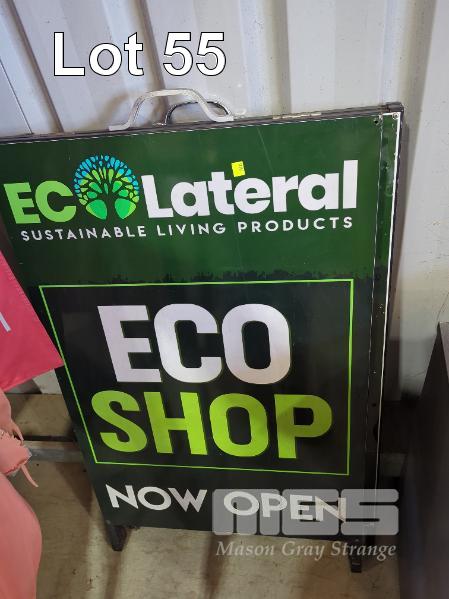 Lot 55
ECOLateral
SUSTAINABLE LIVING PRODUCTS
ECO
SHOP
NOW OPEN
MGS
Mason Gray Strange